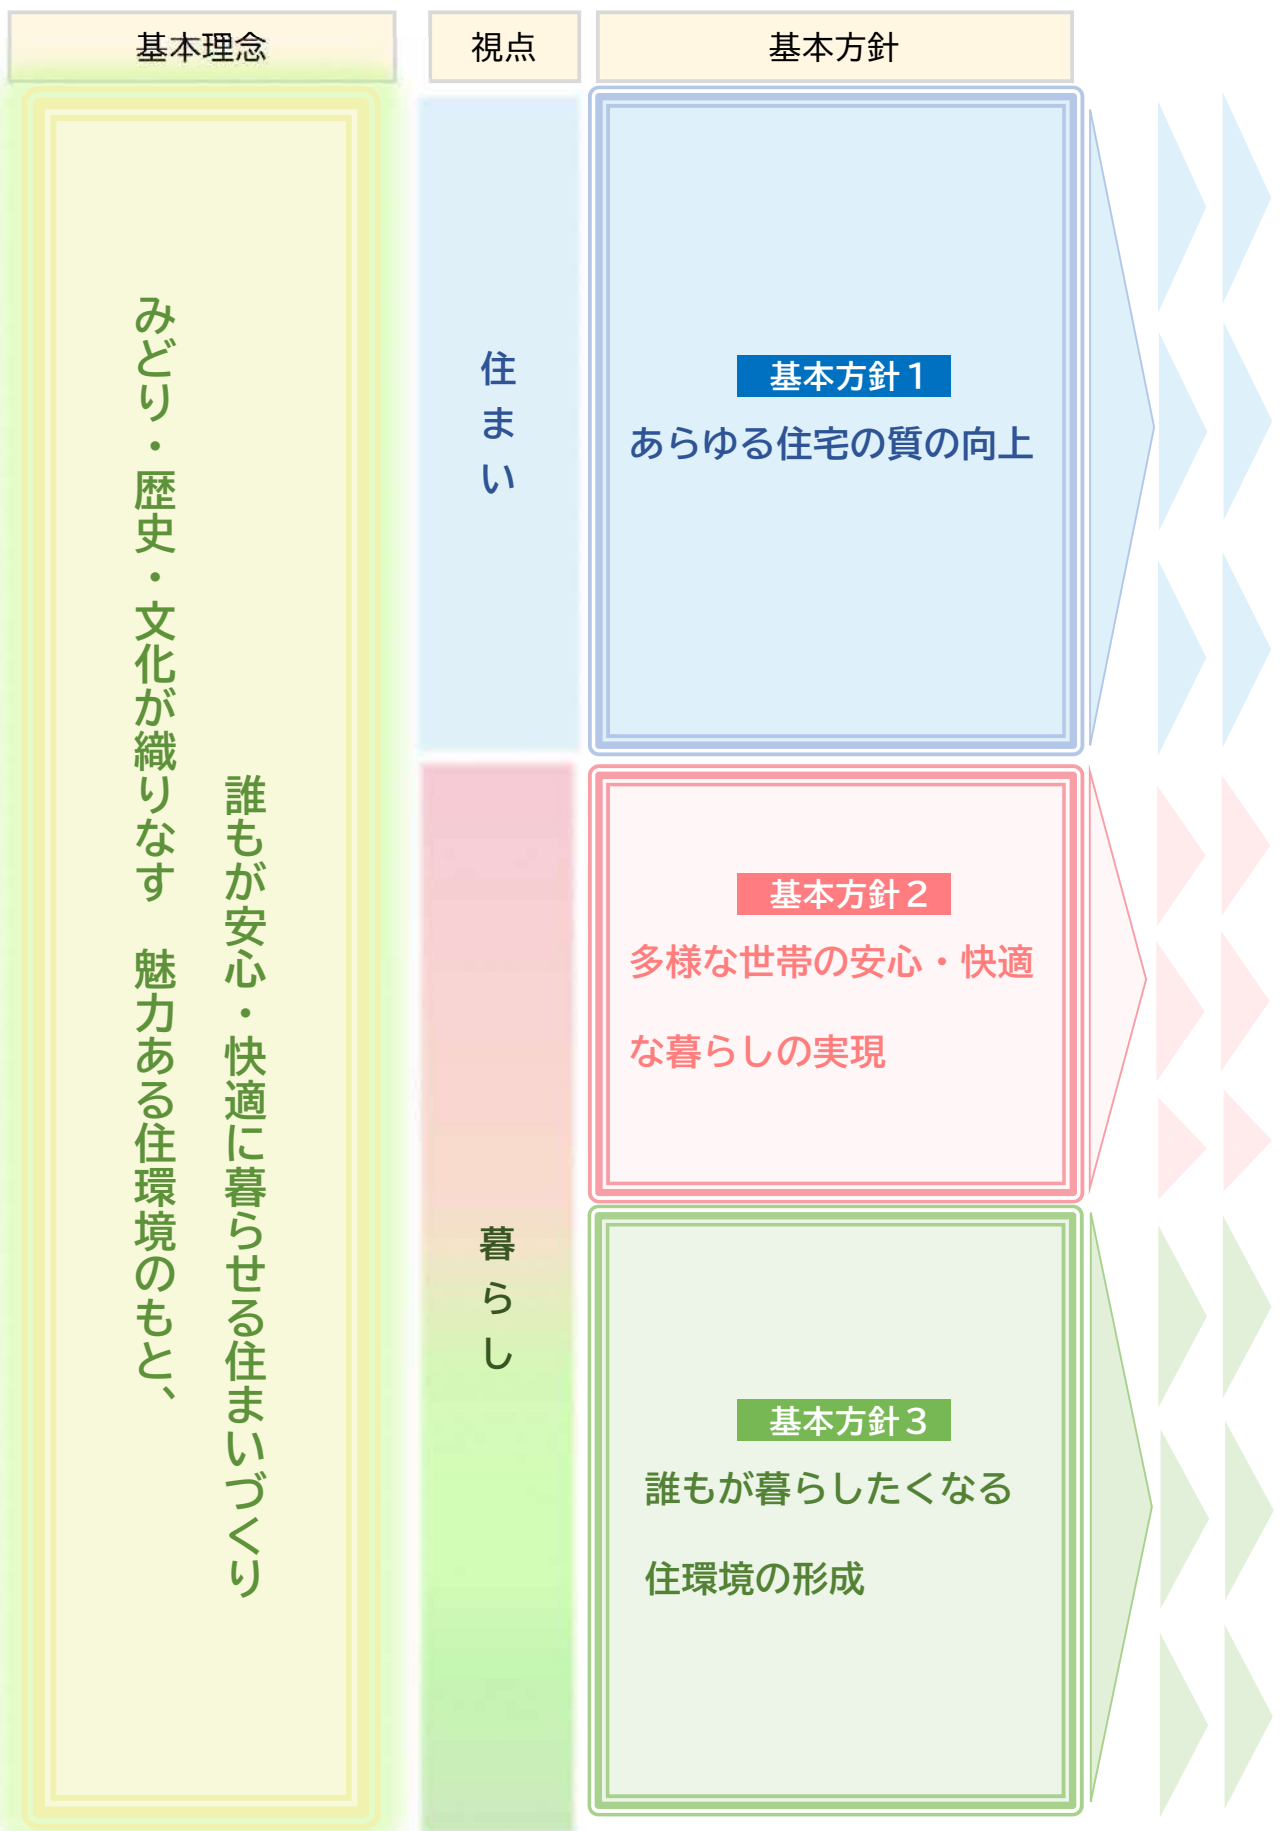 基本理念
視点
基本方針
みどり・歴史・文化が織りなす　魅力ある住環境のもと、
誰もが安心・快適に暮らせる住まいづくり
住まい
基本方針１
あらゆる住宅の質の向上
暮らし
基本方針２
多様な世帯の安心・快適
な暮らしの実現
基本方針３
誰もが暮らしたくなる
住環境の形成